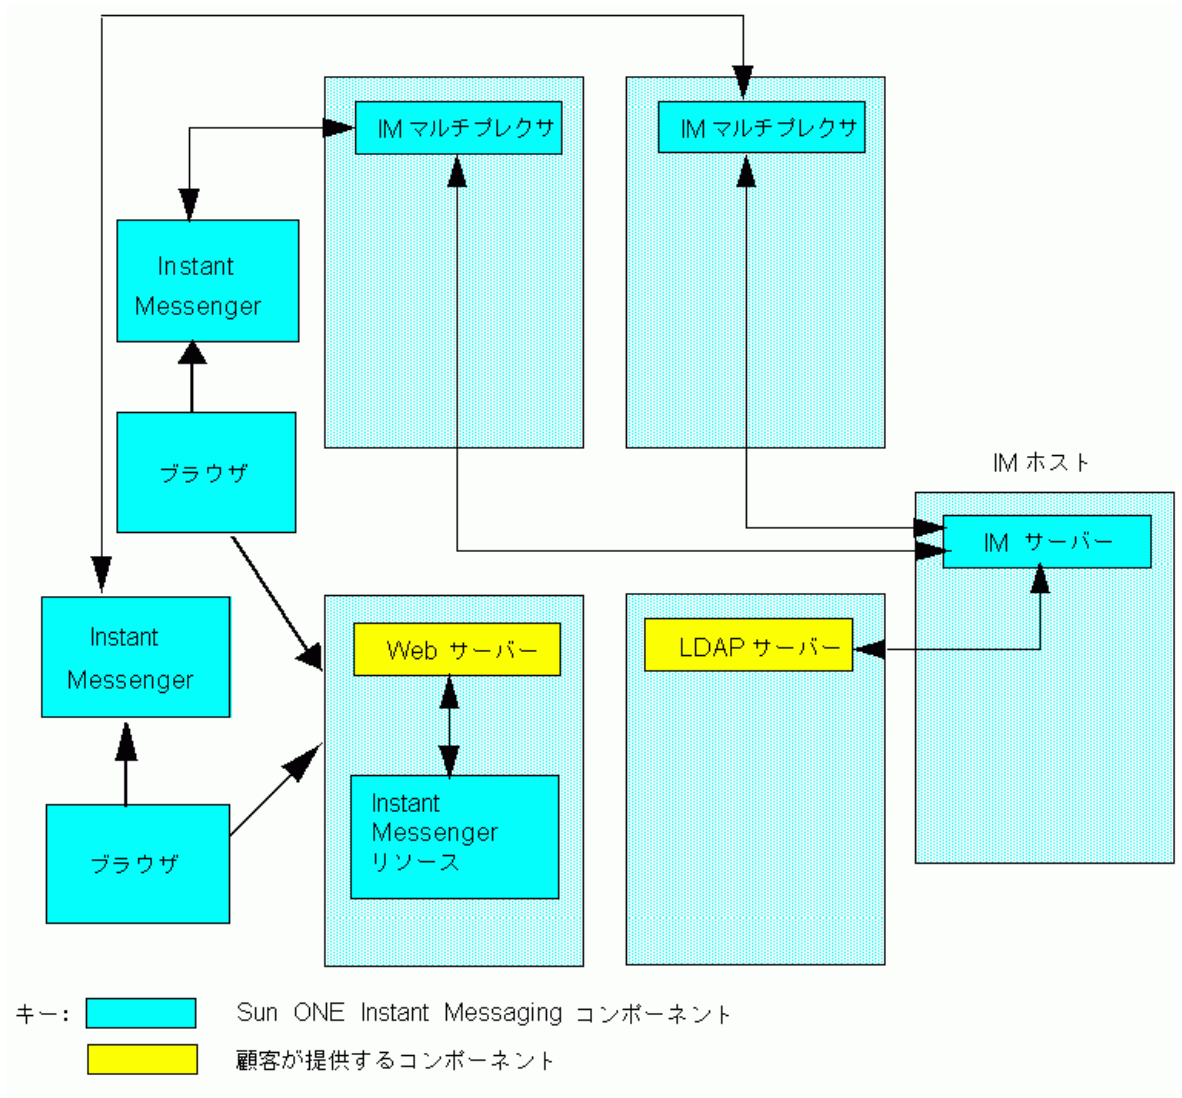 IM マルチプレクサ
IM マルチプレクサ
Instant
Messenger
ブラウザ
IM ホスト
IM サーバー
Instant
Messenger
Web サーバー
LDAP サーバー
Instant
Messenger
リソース
ブラウザ
キー:
Sun ONE Instant Messaging コンポーネント
顧客が提供するコンポーネント